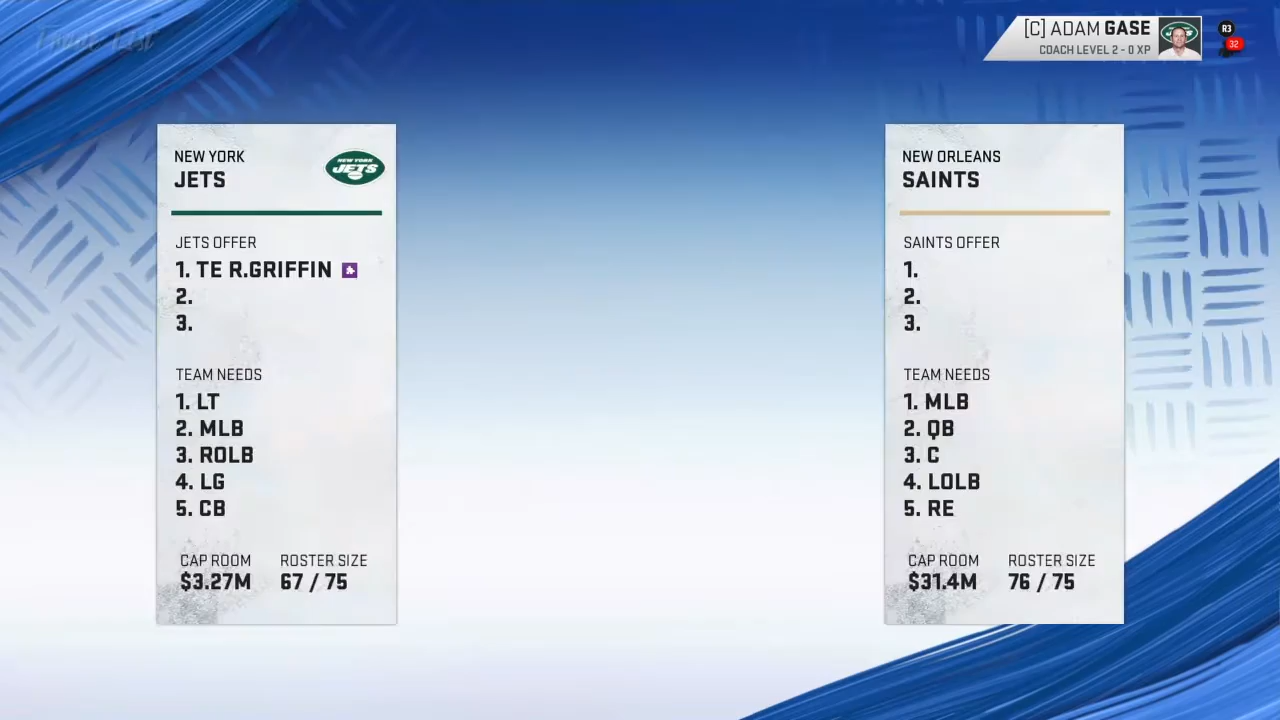 [C] ADAM GASE
COACH LEVEL 2 - 0 XP
R3
32
NEW YORK
JETS
NEW YORK
JETS
JETS OFFER
1. TE R.GRIFFIN
2.
3.
TEAM NEEDS
1. LT
2. MLB
3. ROLB
4. LG
5. CB
CAP ROOM ROSTER SIZE
$3.27M 67 / 75
NEW ORLEANS
SAINTS
SAINTS OFFER
1.
2.
3.
TEAM NEEDS
1. MLB
2. QB
3. C
4. LOLB
5. RE
CAP ROOM ROSTER SIZE
$31.4M 76 / 75